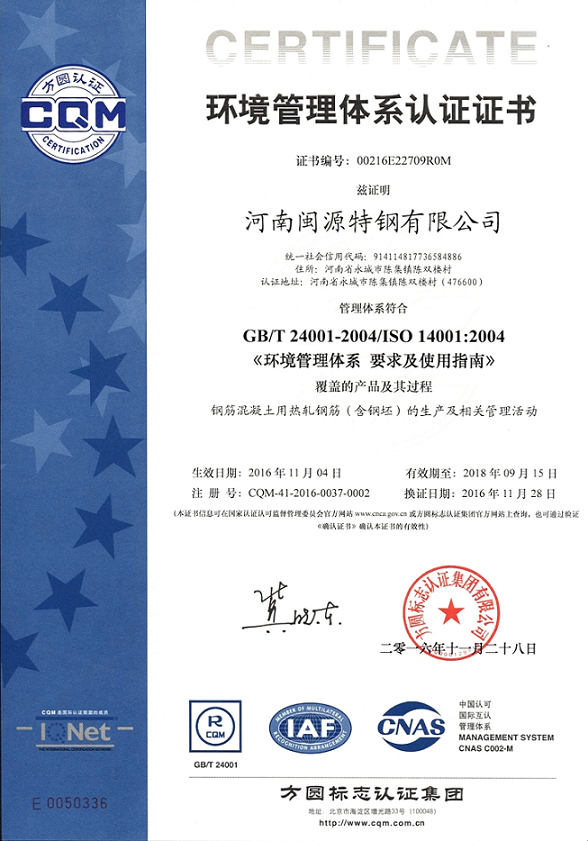 CERTIFICATE
方圆认证
CQM
CERTIFICATION
环境管理体系认证证书
证书编号：00216E22709R0M
兹证明
河南闽源特钢有限公司
统一社会信用代码：914114817736584886
住所：河南省永城市陈集镇陈双楼村
认证地址：河南省永城市陈集镇陈双楼村（476600）
管理体系符合
GB/T 24001-2004/ISO 14001:2004
《环境管理体系 要求及使用指南》
覆盖的产品及其过程
钢筋混凝土用热轧钢筋（含钢坯）的生产及相关管理活动
生效日期：2016 年 11 月 04 日
有效期至：2018 年 09 月 15 日
注 册 号：CQM-41-2016-0037-0002
换证日期：2016 年 11 月 28 日
(本证书信息可在国家认证认可监督管理委员会官方网站 www.cnca.gov.cn 或方圆标志认证集团官方网站上查询，也可通过验证
《确认证书》确认本证书的有效性)
方圆标志认证集团有限公司
二〇一六年十一月二十八日
CQM 是国际认证联盟的成员
IQNet
THE INTERNATIONAL CERTIFICATION NETWORK
R
CQM
GB/T 24001
MEMBER OF MULTILATERAL
IAF
RECOGNITION ARRANGEMENT
CNAS
中国认可
国际互认
管理体系
MANAGEMENT SYSTEM
CNAS C002-M
E 0050336
方圆标志认证集团
地址：北京市海淀区增光路33号（100048）
http://www.cqm.com.cn